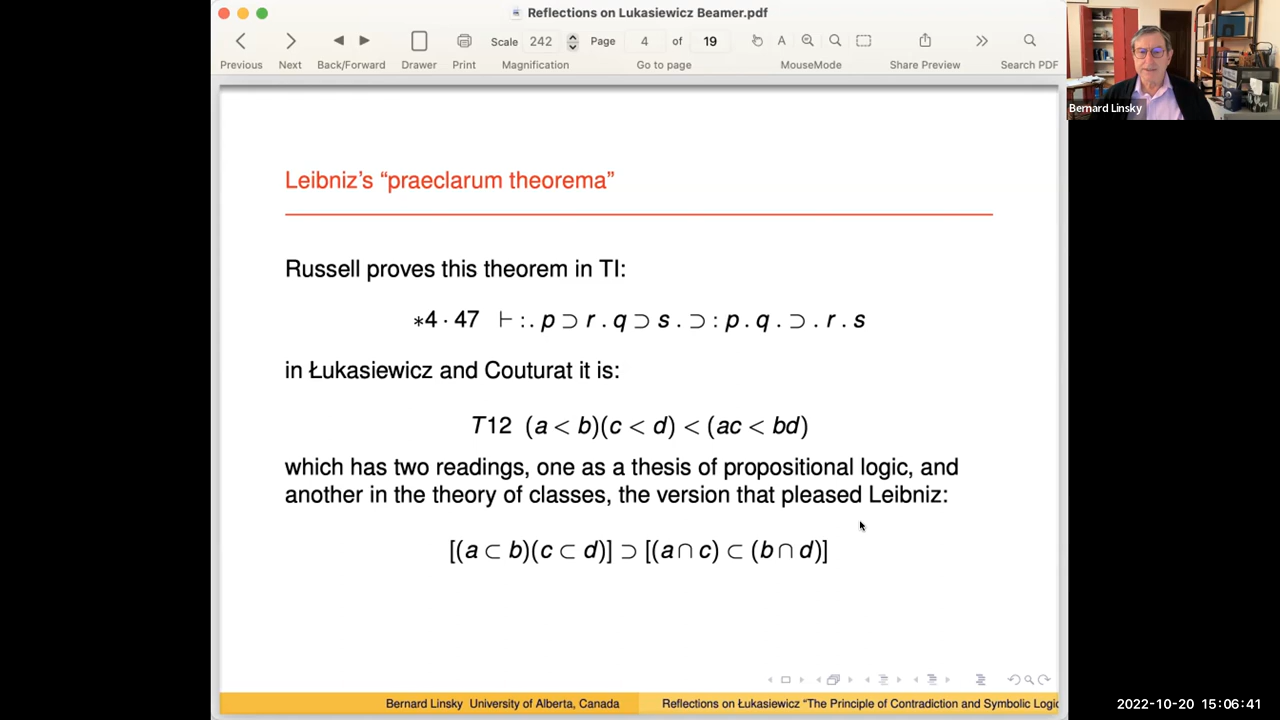 Reflections on Lukasiewicz Beamer.pdf
Scale 242 Page 4 of 19 A
Previous Next Back/Forward Drawer Print Magnification Go to page MouseMode Share Preview Search PDF
Bernard Linsky
Leibniz’s “praeclarum theorema”
Russell proves this theorem in TI:
∗4 · 47 ⊢ : . p ⊃ r . q ⊃ s . ⊃ : p . q . ⊃ . r . s
in Łukasiewicz and Couturat it is:
T12 (a < b)(c < d) < (ac < bd)
which has two readings, one as a thesis of propositional logic, and
another in the theory of classes, the version that pleased Leibniz:
[(a ⊂ b)(c ⊂ d)] ⊃ [(a ∩ c) ⊂ (b ∩ d)]
Bernard Linsky University of Alberta, Canada Reflections on Łukasiewicz “The Principle of Contradiction and Symbolic Logic
2022-10-20 15:06:41